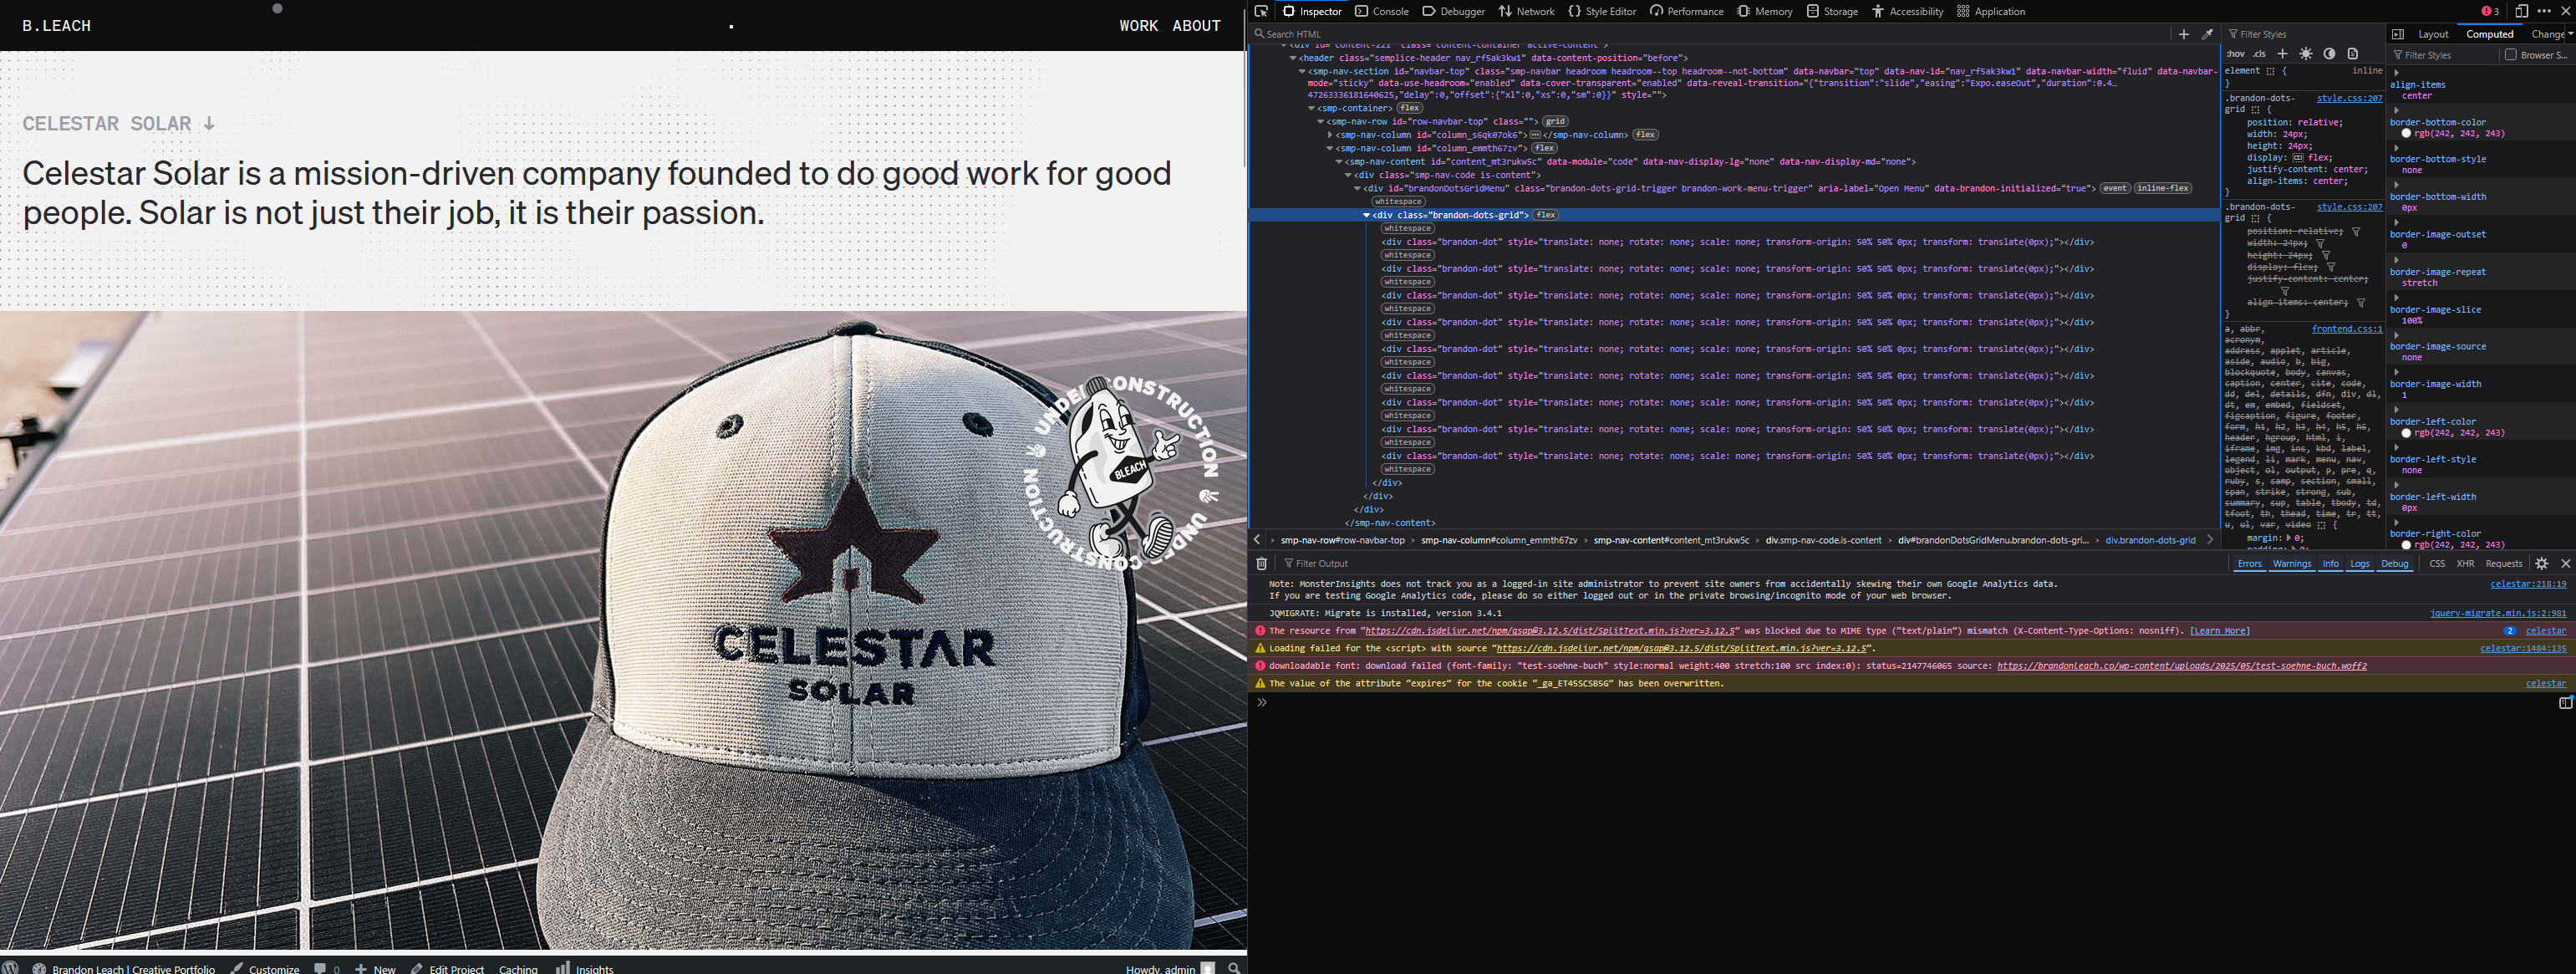 B.LEACH
WORK ABOUT
CELESTAR SOLAR ↓
Celestar Solar is a mission-driven company founded to do good work for good
people. Solar is not just their job, it is their passion.
UNDER CONSTRUCTION
UNDER CONSTRUCTION
BLEACH
CELESTAR
SOLAR
Brandon Leach | Creative Portfolio Customize 0 New Edit Project Caching Insights Howdy, admin
Inspector Console Debugger Network Style Editor Performance Memory Storage Accessibility Application 3
Search HTML
<div id="content-221" class="content-container active-content">
<header class="semplice-header nav_rf5ak3kw1" data-content-position="before">
<smp-nav-section id="navbar-top" class="smp-navbar headroom headroom--top headroom--not-bottom" data-navbar="top" data-nav-id="nav_rf5ak3kw1" data-navbar-width="fluid" data-navbar-
mode="sticky" data-use-headroom="enabled" data-cover-transparent="enabled" data-reveal-transition="{"transition":"slide","easing":"Expo.easeOut","duration":0.4…
47263336181640625,"delay":0,"offset":{"xl":0,"xs":0,"sm":0}}" style="">
<smp-container> flex
<smp-row id="row-navbar-top" class=""> grid
<smp-nav-column id="column_s6qk07ok6">⋯</smp-nav-column> flex
<smp-nav-column id="column_emmth67zv"> flex
<smp-nav-content id="content_mt3rukw5c" data-module="code" data-nav-display-lg="none" data-nav-display-md="none">
<div class="smp-nav-code is-content">
<div id="brandonDotsGridMenu" class="brandon-dots-grid-trigger brandon-work-menu-trigger" aria-label="Open Menu" data-brandon-initialized="true"> event inline-flex
whitespace
<div class="brandon-dots-grid"> flex
whitespace
<div class="brandon-dot" style="translate: none; rotate: none; scale: none; transform-origin: 50% 50% 0px; transform: translate(0px);"></div>
whitespace
<div class="brandon-dot" style="translate: none; rotate: none; scale: none; transform-origin: 50% 50% 0px; transform: translate(0px);"></div>
whitespace
<div class="brandon-dot" style="translate: none; rotate: none; scale: none; transform-origin: 50% 50% 0px; transform: translate(0px);"></div>
whitespace
<div class="brandon-dot" style="translate: none; rotate: none; scale: none; transform-origin: 50% 50% 0px; transform: translate(0px);"></div>
whitespace
<div class="brandon-dot" style="translate: none; rotate: none; scale: none; transform-origin: 50% 50% 0px; transform: translate(0px);"></div>
whitespace
<div class="brandon-dot" style="translate: none; rotate: none; scale: none; transform-origin: 50% 50% 0px; transform: translate(0px);"></div>
whitespace
<div class="brandon-dot" style="translate: none; rotate: none; scale: none; transform-origin: 50% 50% 0px; transform: translate(0px);"></div>
whitespace
<div class="brandon-dot" style="translate: none; rotate: none; scale: none; transform-origin: 50% 50% 0px; transform: translate(0px);"></div>
whitespace
<div class="brandon-dot" style="translate: none; rotate: none; scale: none; transform-origin: 50% 50% 0px; transform: translate(0px);"></div>
whitespace
</div>
</div>
</div>
</smp-nav-content>
smp-nav-row#row-navbar-top smp-nav-column#column_emmth67zv smp-nav-content#content_mt3rukw5c div.smp-nav-code.is-content div#brandonDotsGridMenu.brandon-dots-gri… div.brandon-dots-grid
Filter Styles
:hov .cls
element { inline
}
.brandon-dots- style.css:207
grid {
position: relative;
width: 24px;
height: 24px;
display: flex;
justify-content: center;
align-items: center;
}
.brandon-dots- style.css:207
grid {
position: relative;
width: 24px;
height: 24px;
display: flex;
justify-content: center;
align-items: center;
}
a, abbr, frontend.css:1
acronym,
address, applet, article,
aside, audio, b, big,
blockquote, body, canvas,
caption, center, cite, code,
dd, del, details, dfn, div, dl,
dt, em, embed, fieldset,
figcaption, figure, footer,
form, h1, h2, h3, h4, h5, h6,
header, hgroup, html, i,
iframe, img, ins, kbd, label,
legend, li, mark, menu, nav,
object, ol, output, p, pre, q,
ruby, s, samp, section, small,
span, strike, strong, sub,
summary, sup, table, tbody, td,
tfoot, th, thead, time, tr, tt,
u, ul, var, video {
margin: 0;
padding: 0;
Layout Computed Change
Filter Styles Browser S…
align-items
center
border-bottom-color
rgb(242, 242, 243)
border-bottom-style
none
border-bottom-width
0px
border-image-outset
0
border-image-repeat
stretch
border-image-slice
100%
border-image-source
none
border-image-width
1
border-left-color
rgb(242, 242, 243)
border-left-style
none
border-left-width
0px
border-right-color
rgb(242, 242, 243)
Filter Output Errors Warnings Info Logs Debug CSS XHR Requests
Note: MonsterInsights does not track you as a logged-in site administrator to prevent site owners from accidentally skewing their own Google Analytics data. celestar:218:19
If you are testing Google Analytics code, please do so either logged out or in the private browsing/incognito mode of your web browser.
JQMIGRATE: Migrate is installed, version 3.4.1 jquery-migrate.min.js:2:981
The resource from “https://cdn.jsdelivr.net/npm/gsap@3.12.5/dist/SplitText.min.js?ver=3.12.5” was blocked due to MIME type (“text/plain”) mismatch (X-Content-Type-Options: nosniff). [Learn More] 2 celestar
Loading failed for the <script> with source “https://cdn.jsdelivr.net/npm/gsap@3.12.5/dist/SplitText.min.js?ver=3.12.5”. celestar:1484:135
downloadable font: download failed (font-family: "test-soehne-buch" style:normal weight:400 stretch:100 src index:0): status=2147746065 source: https://brandonleach.co/wp-content/uploads/2025/05/test-soehne-buch.woff2
The value of the attribute “expires” for the cookie “_ga_ET45SCSB5G” has been overwritten. celestar